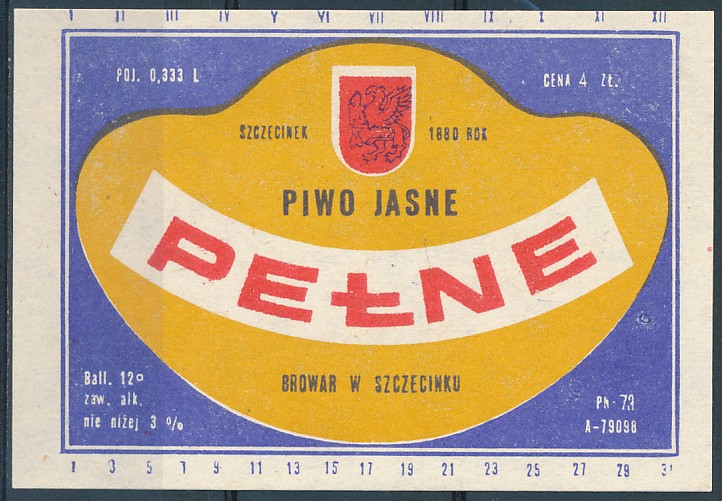 I II III IV V VI VII VIII IX X XI XII
POJ. 0,333 L
CENA 4 ZŁ.
SZCZECINEK 1880 ROK
PIWO JASNE
PEŁNE
BROWAR W SZCZECINKU
Ball. 12°
zaw. alk.
nie niżej 3 %
PN-73
A-79098
1 3 5 7 9 11 13 15 17 19 21 23 25 27 29 31